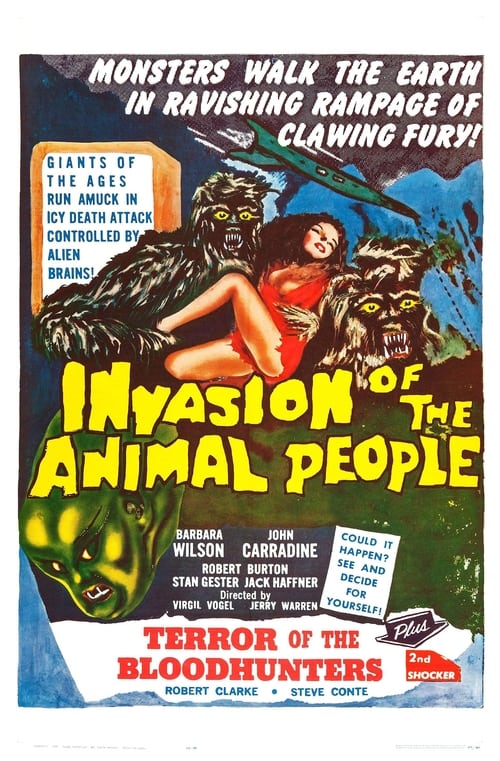 MONSTERS WALK THE EARTH
IN RAVISHING RAMPAGE OF
CLAWING FURY!
GIANTS OF
THE AGES
RUN AMUCK IN
ICY DEATH ATTACK
CONTROLLED BY
ALIEN
BRAINS!
INVASION OF
THE
ANIMAL PEOPLE
BARBARA
WILSON
JOHN
CARRADINE
ROBERT BURTON
STAN GESTER JACK HAFFNER
Directed by
VIRGIL VOGEL JERRY WARREN
COULD IT
HAPPEN?
SEE AND
DECIDE
FOR
YOURSELF!
Plus
2nd
SHOCKER
TERROR OF THE
BLOODHUNTERS
ROBERT CLARKE • STEVE CONTE